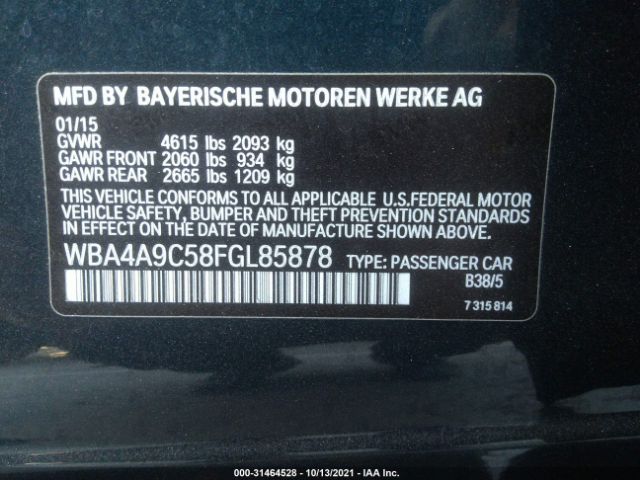 MFD BY BAYERISCHE MOTOREN WERKE AG
01/15
GVWR 4615 lbs 2093 kg
GAWR FRONT 2060 lbs 934 kg
GAWR REAR 2665 lbs 1209 kg
THIS VEHICLE CONFORMS TO ALL APPLICABLE U.S.FEDERAL MOTOR
VEHICLE SAFETY, BUMPER AND THEFT PREVENTION STANDARDS
IN EFFECT ON THE DATE OF MANUFACTURE SHOWN ABOVE.
WBA4A9C58FGL85878 TYPE: PASSENGER CAR
B38/5
7 315 814
000-31464528 - 10/13/2021 - IAA Inc.